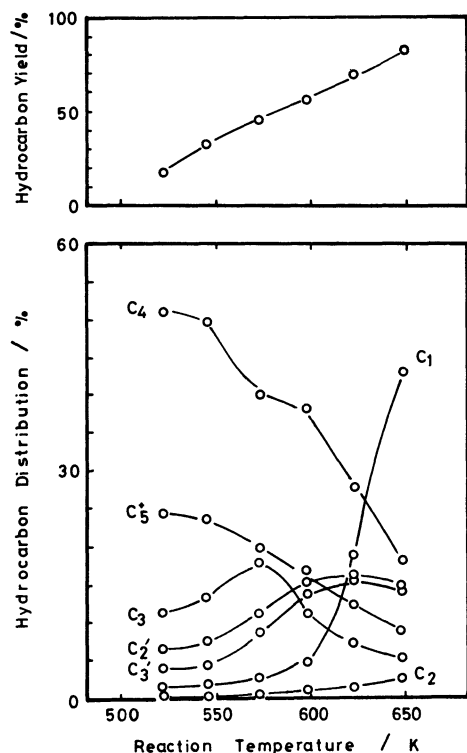 Hydrocarbon Yield / %
100
50
0
Hydrocarbon Distribution / %
60
30
0
C4
C5+
C3
C2'
C3'
C1
C2
500 550 600 650
Reaction Temperature / K